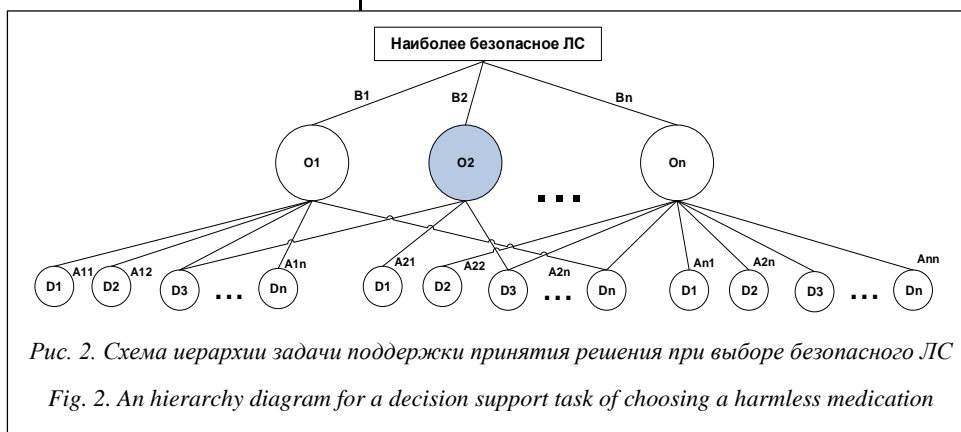 Наиболее безопасное ЛС
B1 B2 Bn
O1 O2 ... On
A11 A12 A1n A21 A22 A2n An1 A2n Ann
D1 D2 D3 ... Dn D1 D2 D3 ... Dn D1 D2 D3 ... Dn
Рис. 2. Схема иерархии задачи поддержки принятия решения при выборе безопасного ЛС
Fig. 2. An hierarchy diagram for a decision support task of choosing a harmless medication